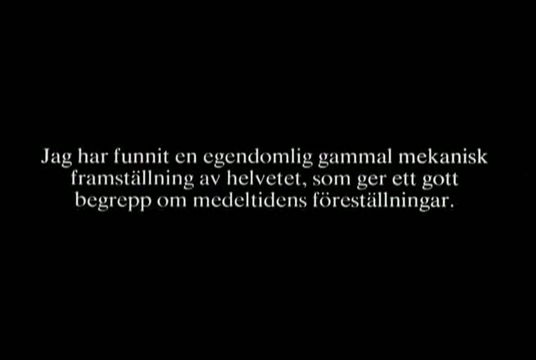 Jag har funnit en egendomlig gammal mekanisk
framställning av helvetet, som ger ett gott
begrepp om medeltidens föreställningar.